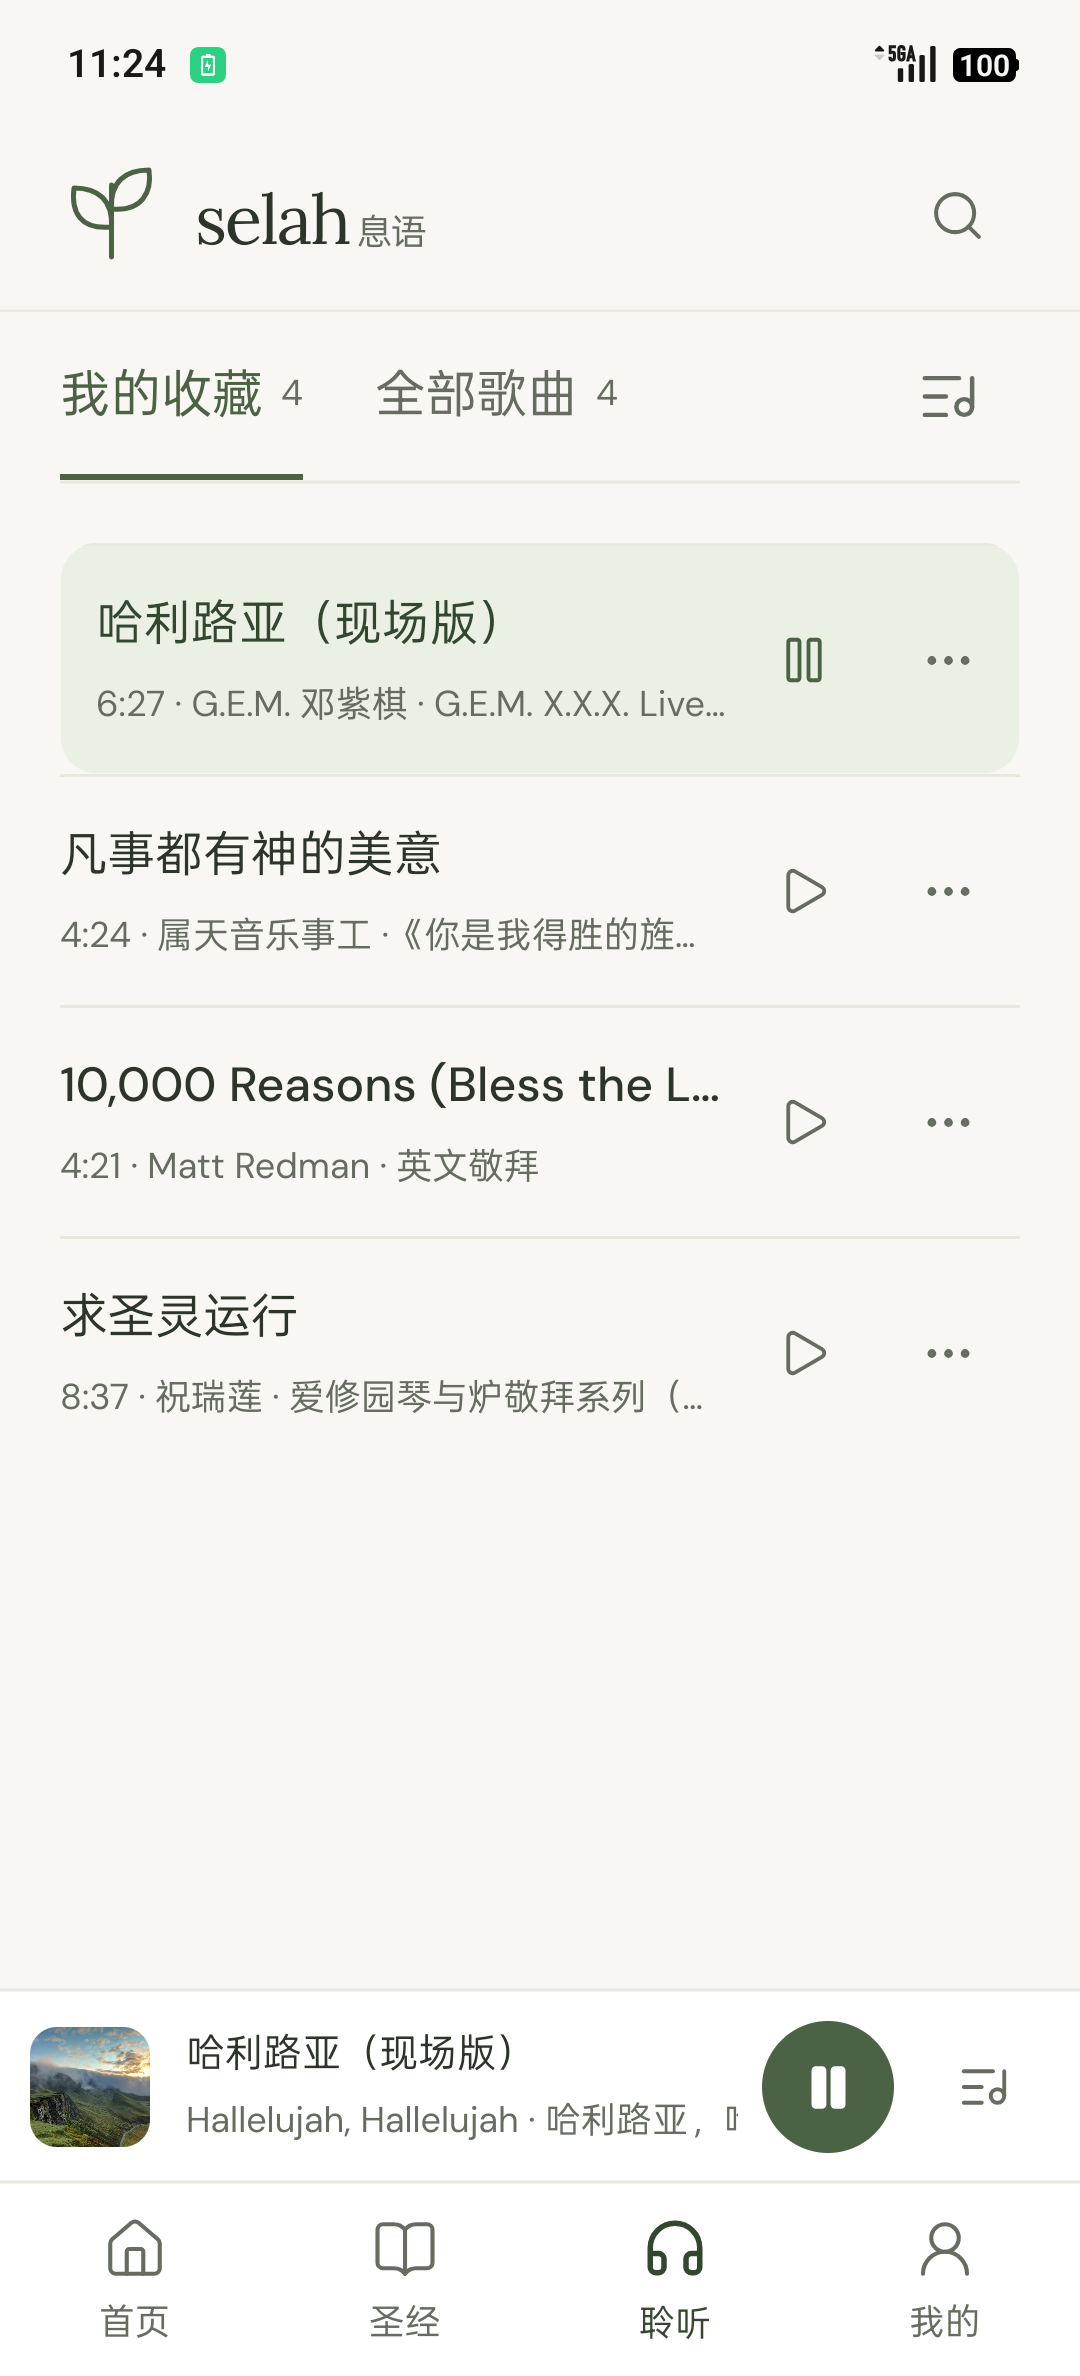 11:24
5GA
100
selah 息语
我的收藏 4
全部歌曲 4
哈利路亚（现场版）
6:27 · G.E.M. 邓紫棋 · G.E.M. X.X.X. Live...
凡事都有神的美意
4:24 · 属天音乐事工 ·《你是我得胜的旌...
10,000 Reasons (Bless the L...
4:21 · Matt Redman · 英文敬拜
求圣灵运行
8:37 · 祝瑞莲 · 爱修园琴与炉敬拜系列（...
哈利路亚（现场版）
Hallelujah, Hallelujah · 哈利路亚，
首页
圣经
聆听
我的